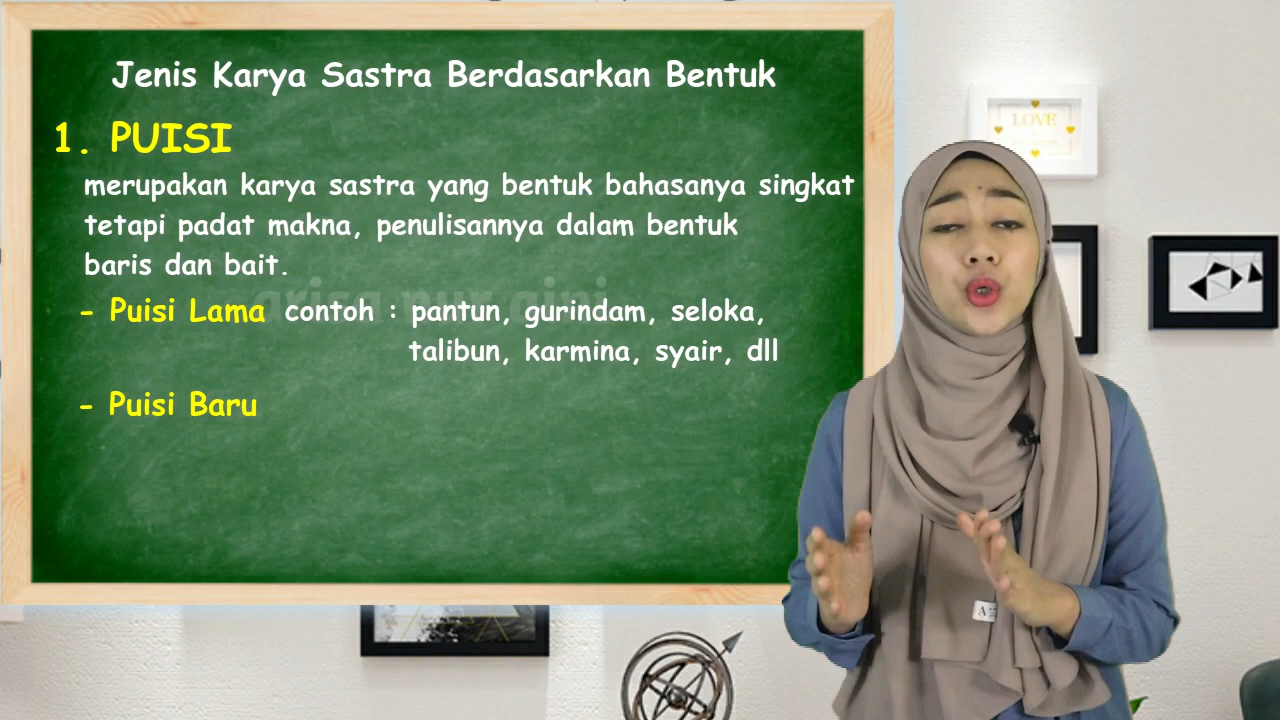 Jenis Karya Sastra Berdasarkan Bentuk
1. PUISI
merupakan karya sastra yang bentuk bahasanya singkat
tetapi padat makna, penulisannya dalam bentuk
baris dan bait.
- Puisi Lama contoh : pantun, gurindam, seloka,
talibun, karmina, syair, dll
- Puisi Baru
LOVE